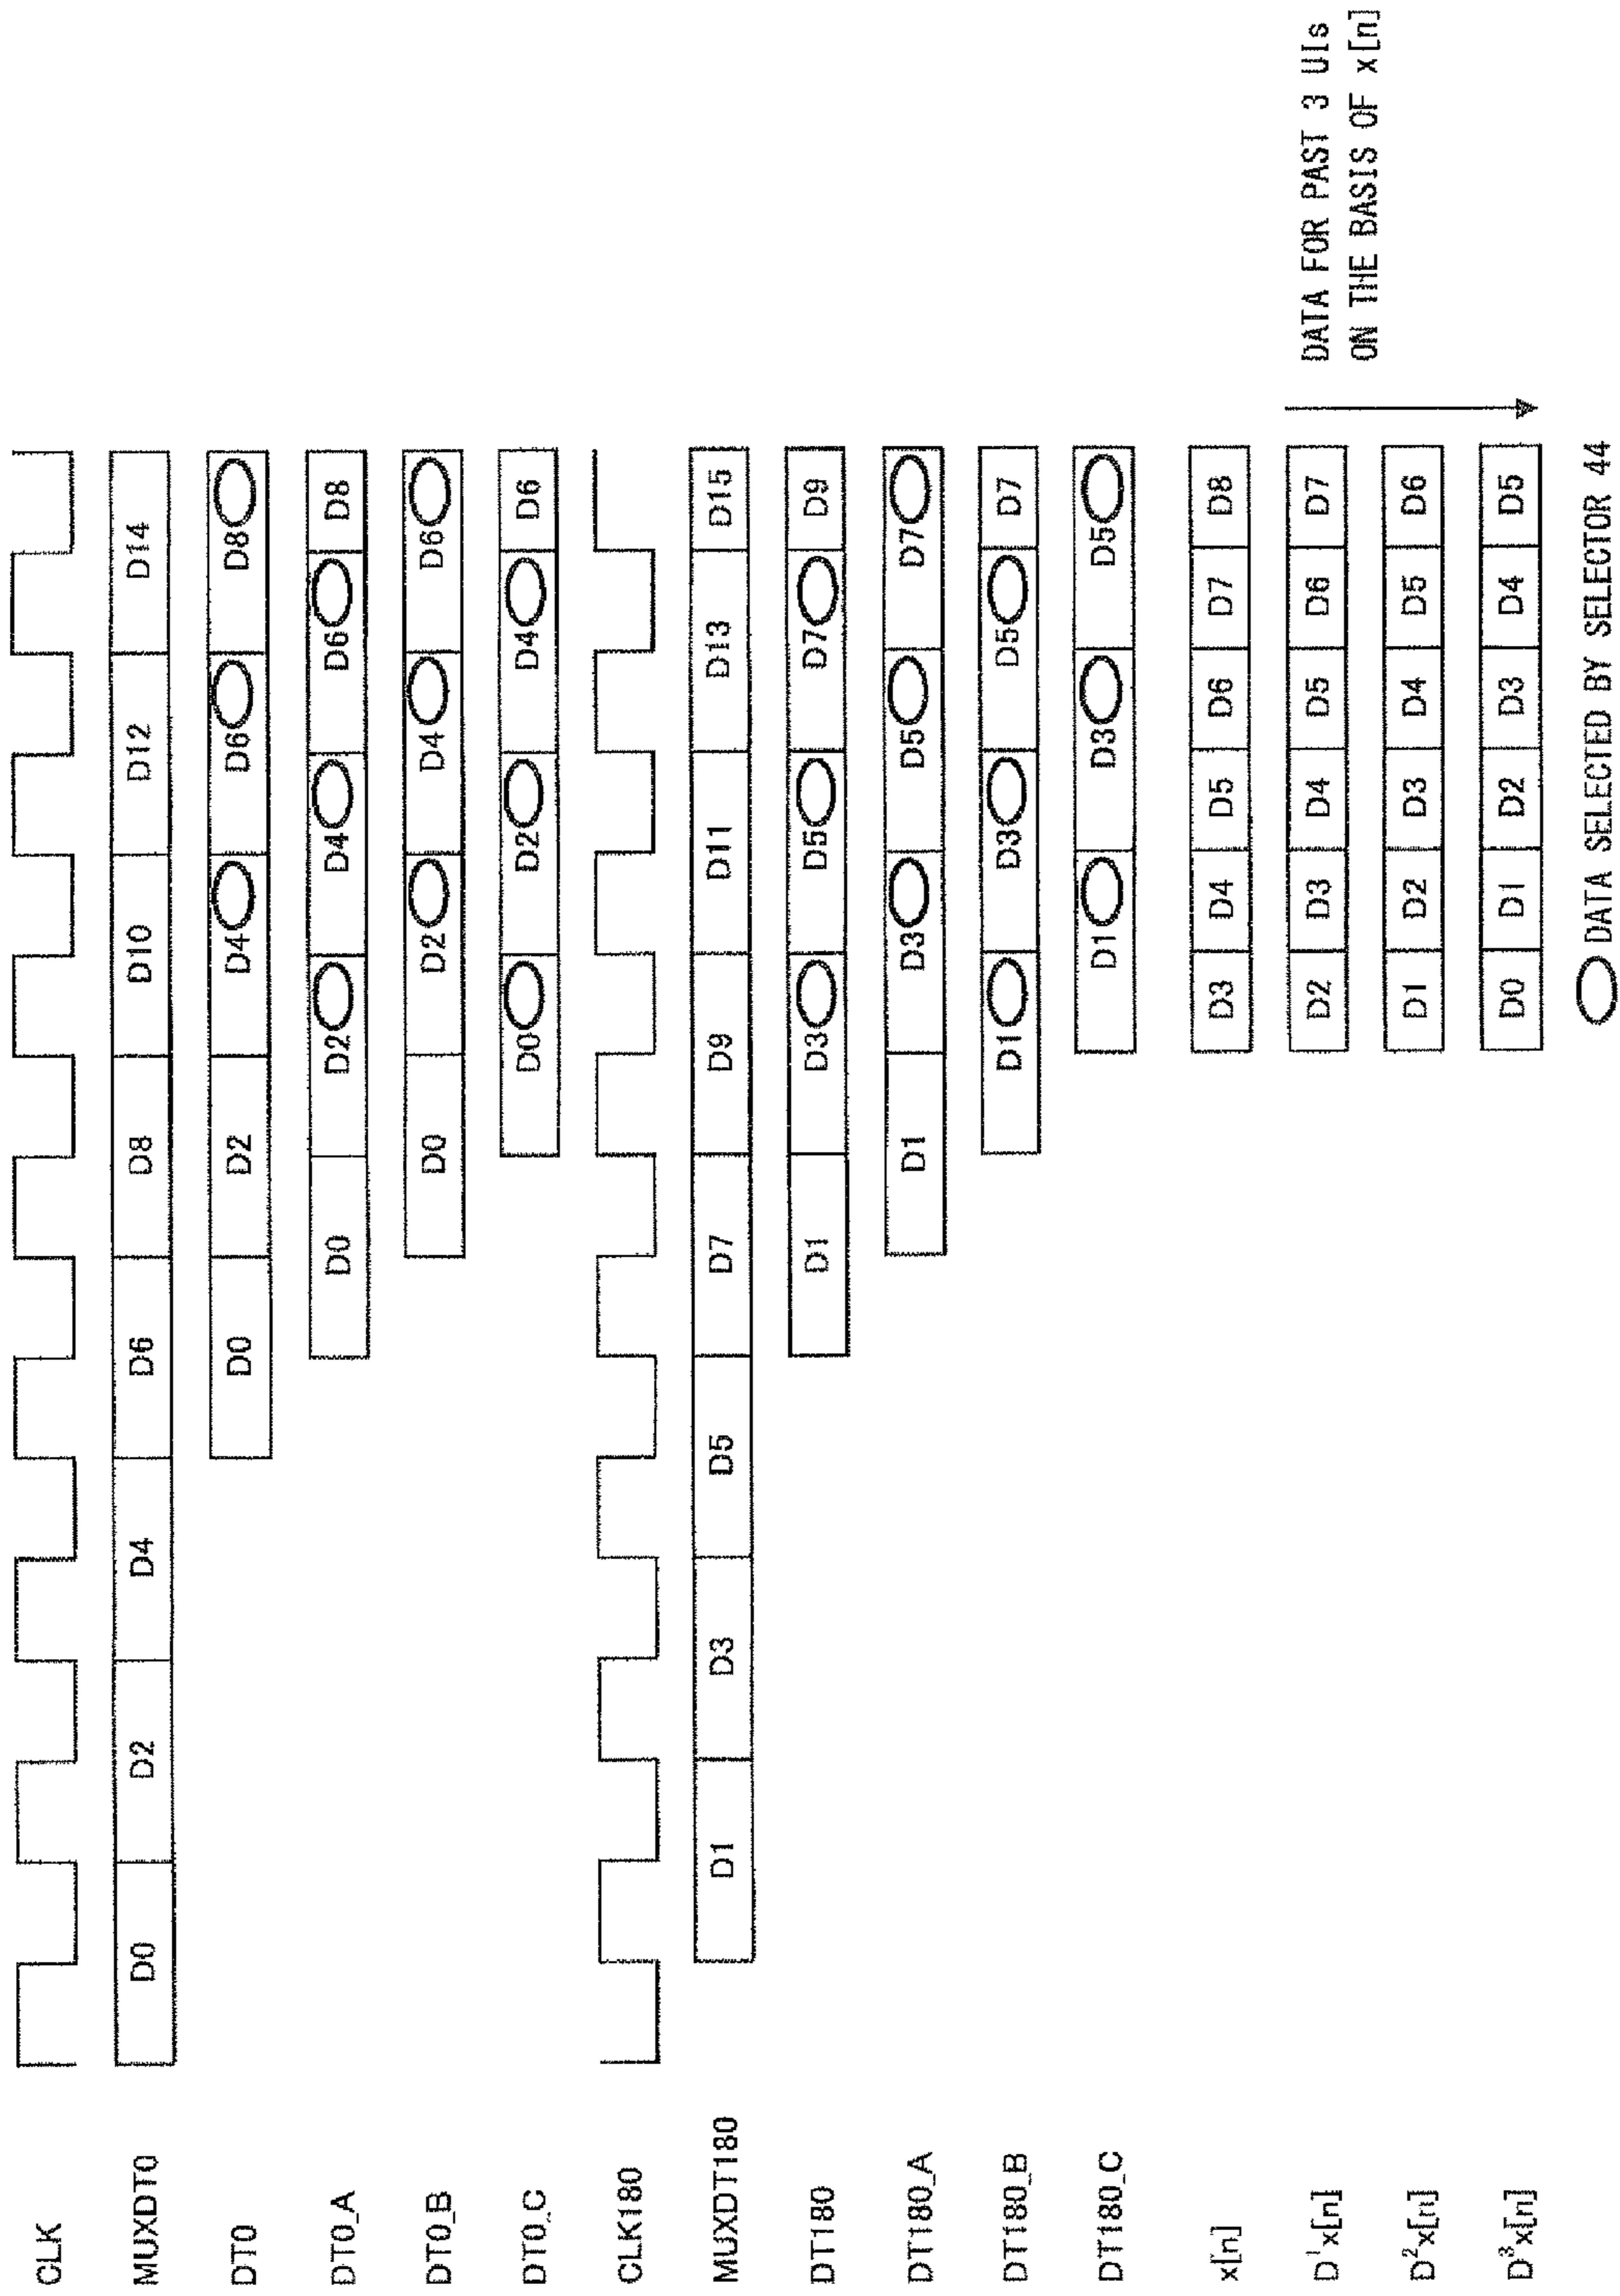 CLK
MUXDT0 D0 D2 D4 D6 D8 D10 D12 D14
DT0 D0 D2 D4 D6 D8
DT0_A D0 D2 D4 D6 D8
DT0_B D0 D2 D4 D6
DT0_C D0 D2 D4 D6
CLK180
MUXDT180 D1 D3 D5 D7 D9 D11 D13 D15
DT180 D1 D3 D5 D7 D9
DT180_A D1 D3 D5 D7
DT180_B D1 D3 D5 D7
DT180_C D1 D3 D5
x[n] D3 D4 D5 D6 D7 D8
D¹x[n] D2 D3 D4 D5 D6 D7
D²x[n] D1 D2 D3 D4 D5 D6
D³x[n] D0 D1 D2 D3 D4 D5
DATA FOR PAST 3 UIs
ON THE BASIS OF x[n]
DATA SELECTED BY SELECTOR 44